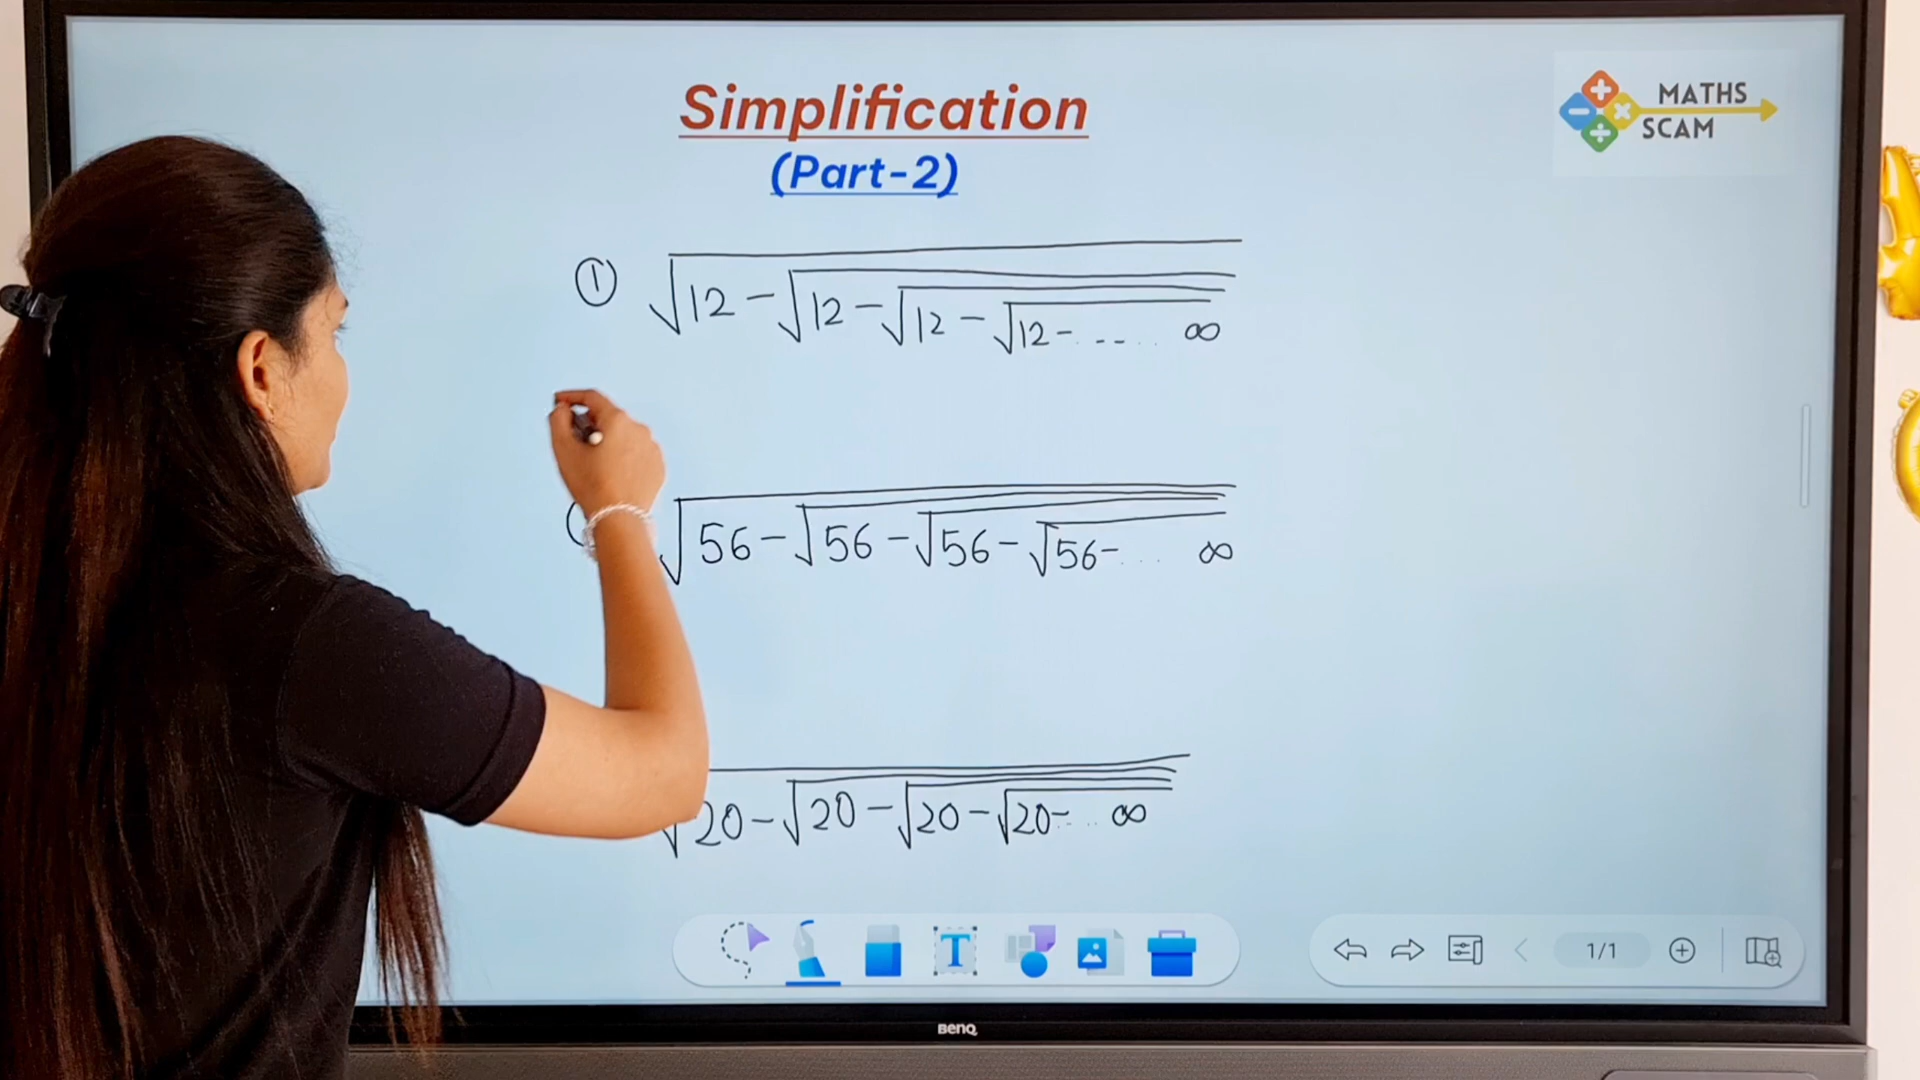 Simplification
(Part-2)
MATHS
SCAM
① √12-√12-√12-√12-..... ∞
√56-√56-√56-√56-... ∞
√20-√20-√20-√20-... ∞
T
1/1
BenQ